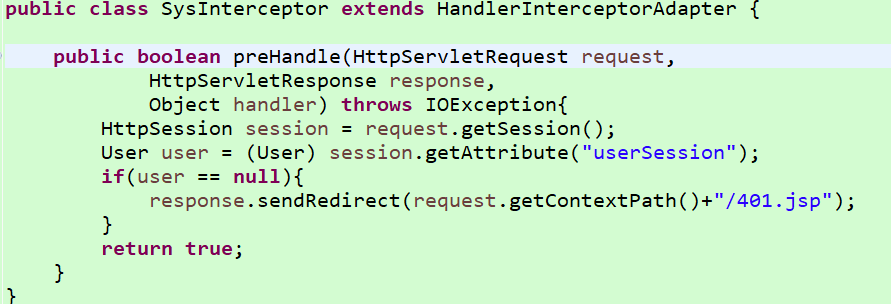 public class SysInterceptor extends HandlerInterceptorAdapter {
public boolean preHandle(HttpServletRequest request,
HttpServletResponse response,
Object handler) throws IOException{
HttpSession session = request.getSession();
User user = (User) session.getAttribute("userSession");
if(user == null){
response.sendRedirect(request.getContextPath()+"/401.jsp");
}
return true;
}
}